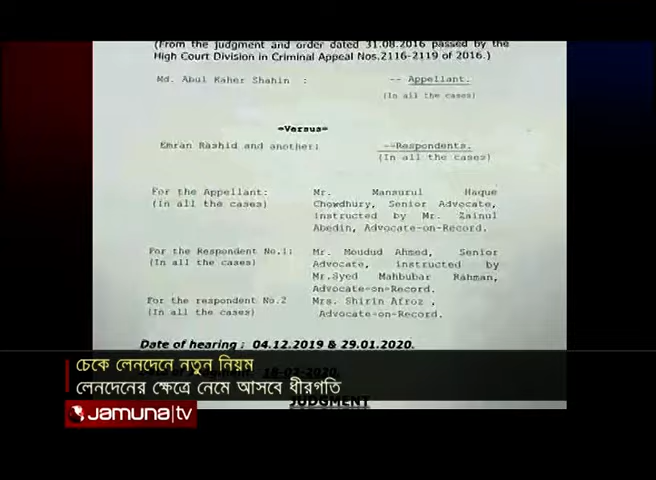 (From the judgment and order dated 31.08.2016 passed by the
High Court Division in Criminal Appeal Nos.2116-2119 of 2016.)
Md. Abul Kaher Shahin : -- Appellant.
(In all the cases)
=Versus=
Emran Rashid and another: --Respondents.
(In all the cases)
For the Appellant: Mr. Mansurul Haque
(In all the cases) Chowdhury, Senior Advocate,
instructed by Mr. Zainul
Abedin, Advocate-on-Record.
For the Respondent No.1: Mr. Moudud Ahmed, Senior
(In all the cases) Advocate, instructed by
Mr.Syed Mahbubar Rahman,
Advocate-on-Record.
For the respondent No.2 Mrs. Shirin Afroz ,
(In all the cases) Advocate-on-Record.
Date of hearing : 04.12.2019 & 29.01.2020.
চেকে লেনদেনে নতুন নিয়ম
লেনদেনের ক্ষেত্রে নেমে আসবে ধীরগতি
JUDGMENT
Jamuna|tv